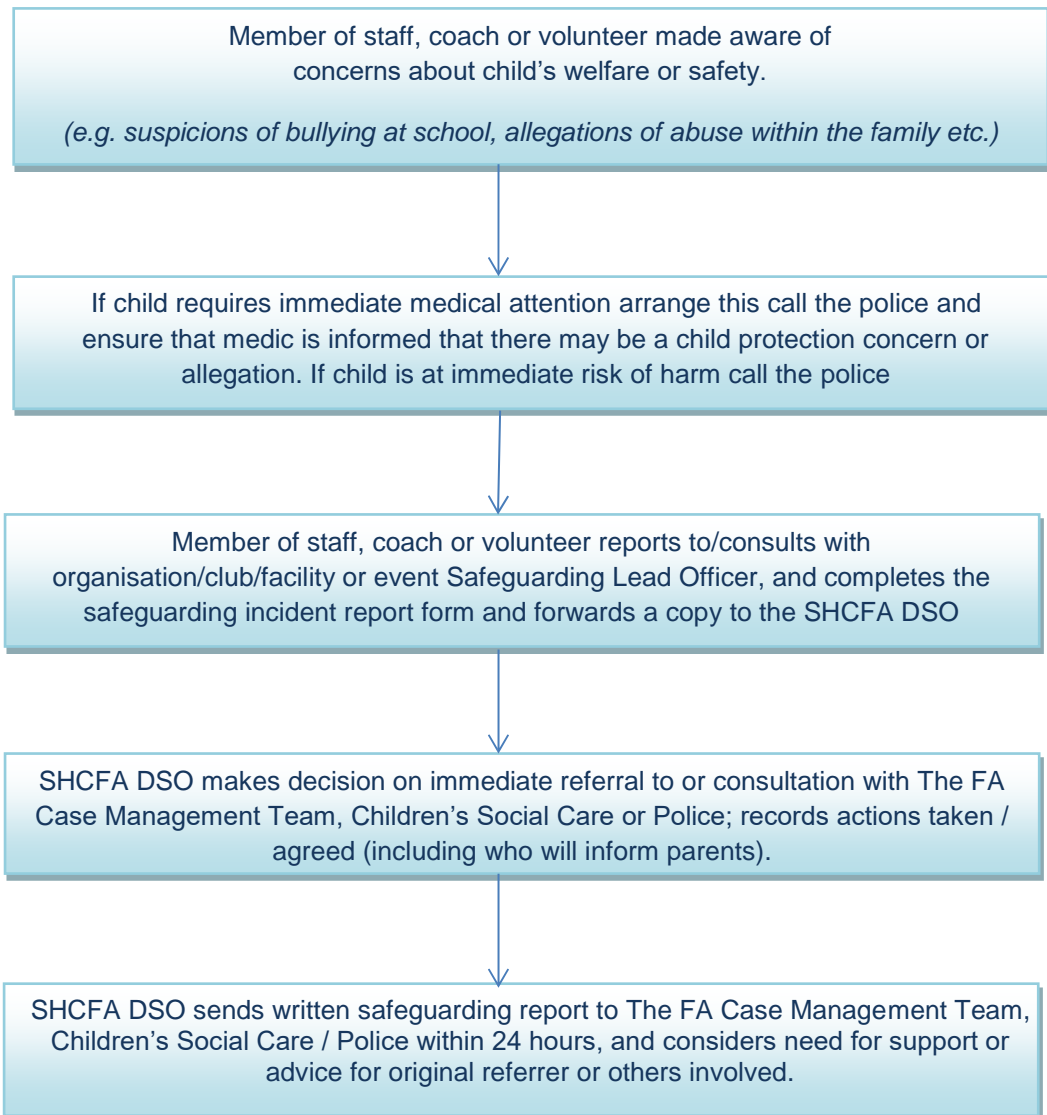 Member of staff, coach or volunteer made aware of
concerns about child’s welfare or safety.
(e.g. suspicions of bullying at school, allegations of abuse within the family etc.)
If child requires immediate medical attention arrange this call the police and
ensure that medic is informed that there may be a child protection concern or
allegation. If child is at immediate risk of harm call the police
Member of staff, coach or volunteer reports to/consults with
organisation/club/facility or event Safeguarding Lead Officer, and completes the
safeguarding incident report form and forwards a copy to the SHCFA DSO
SHCFA DSO makes decision on immediate referral to or consultation with The FA
Case Management Team, Children’s Social Care or Police; records actions taken /
agreed (including who will inform parents).
SHCFA DSO sends written safeguarding report to The FA Case Management Team,
Children’s Social Care / Police within 24 hours, and considers need for support or
advice for original referrer or others involved.